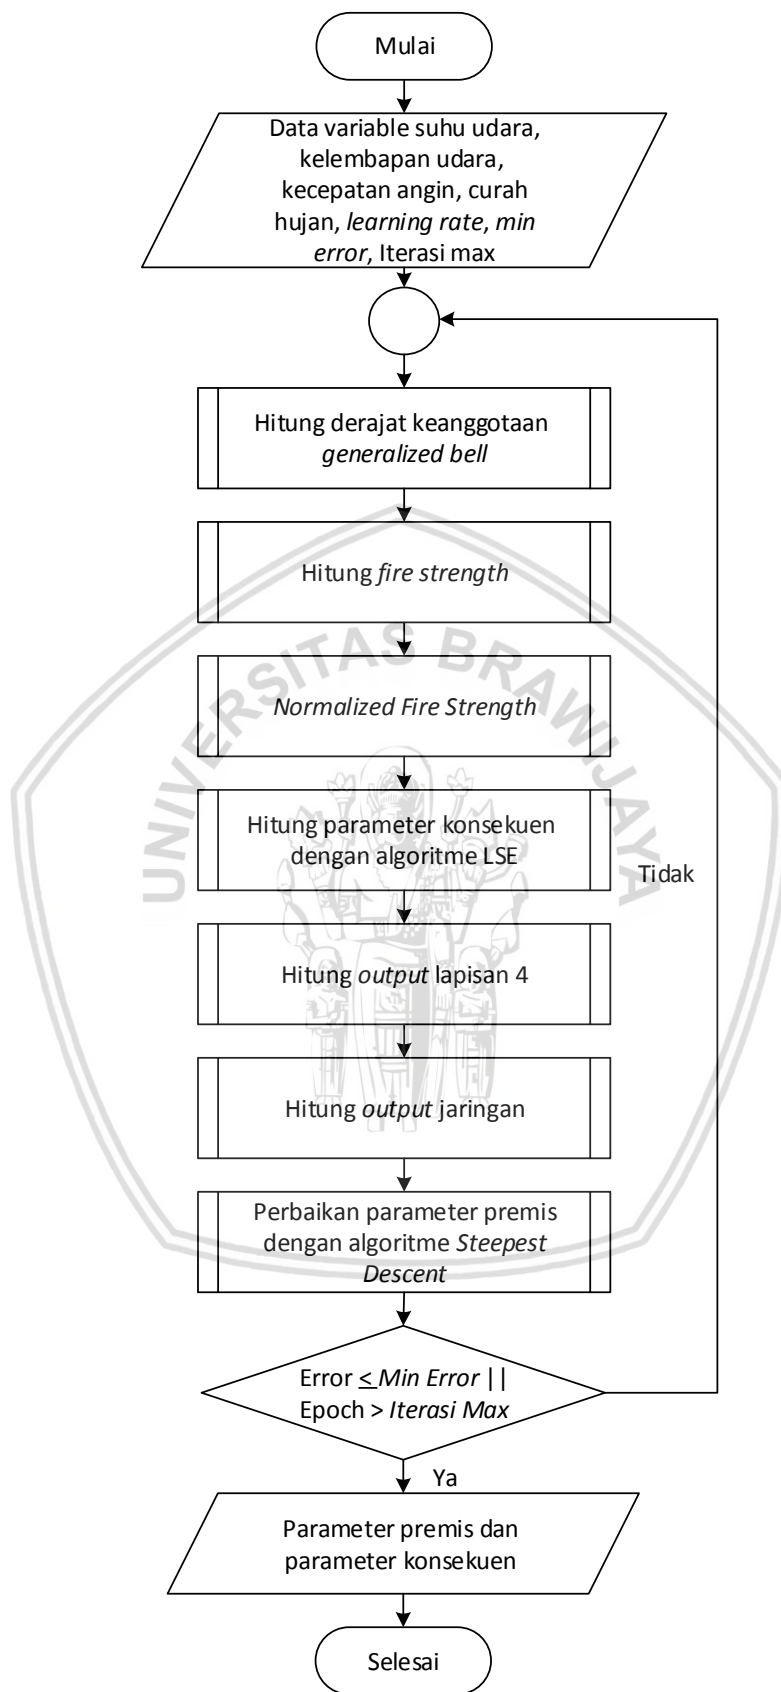 Mulai
Data variable suhu udara,
kelembapan udara,
kecepatan angin, curah
hujan, learning rate, min
error, Iterasi max
Hitung derajat keanggotaan
generalized bell
Hitung fire strength
UNIVERSITAS BRAWIJAYA
Normalized Fire Strength
Hitung parameter konsekuen
dengan algoritme LSE
Tidak
Hitung output lapisan 4
Hitung output jaringan
Perbaikan parameter premis
dengan algoritme Steepest
Descent
Error ≤ Min Error ||
Epoch > Iterasi Max
Ya
Parameter premis dan
parameter konsekuen
Selesai